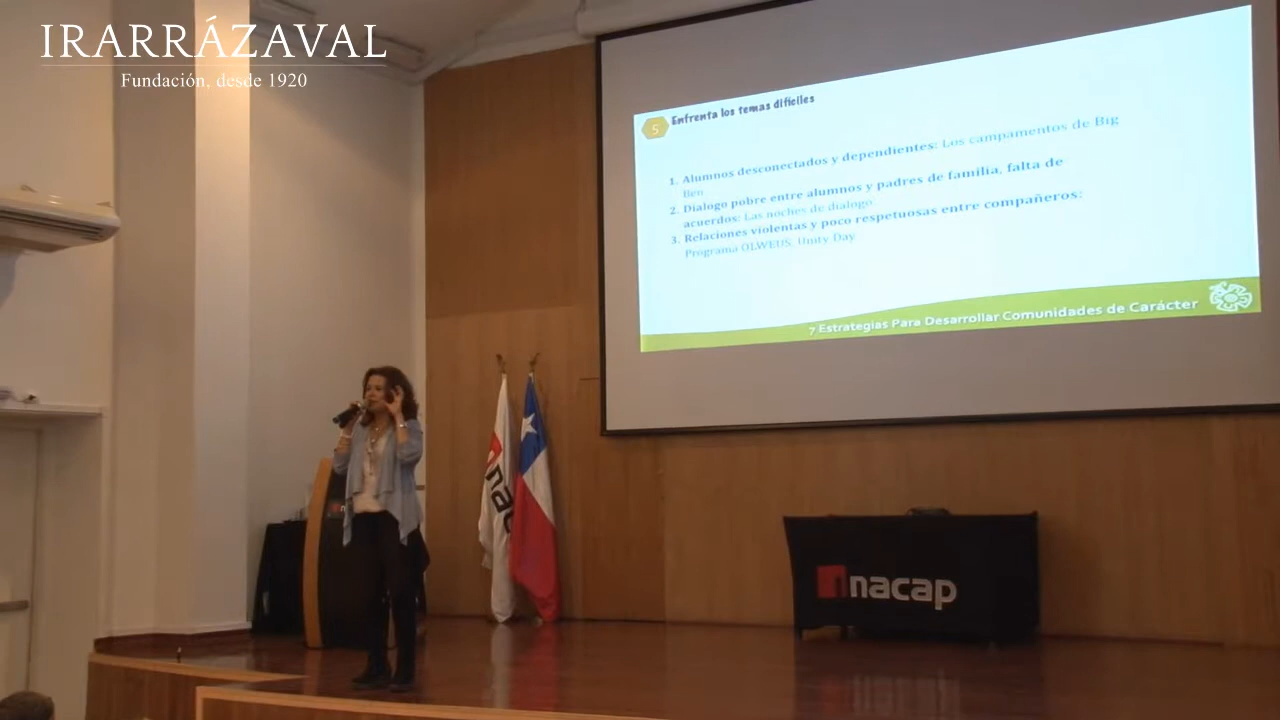 IRARRÁZAVAL
Fundación, desde 1920
5
Enfrenta los temas difíciles
1. Alumnos desconectados y dependientes: Los campamentos de Big
Ben
2. Dialogo pobre entre alumnos y padres de familia, falta de
acuerdos: Las noches de dialogo
3. Relaciones violentas y poco respetuosas entre compañeros:
Programa OLWEUS, Unity Day
7 Estrategias Para Desarrollar Comunidades de Carácter
inacap